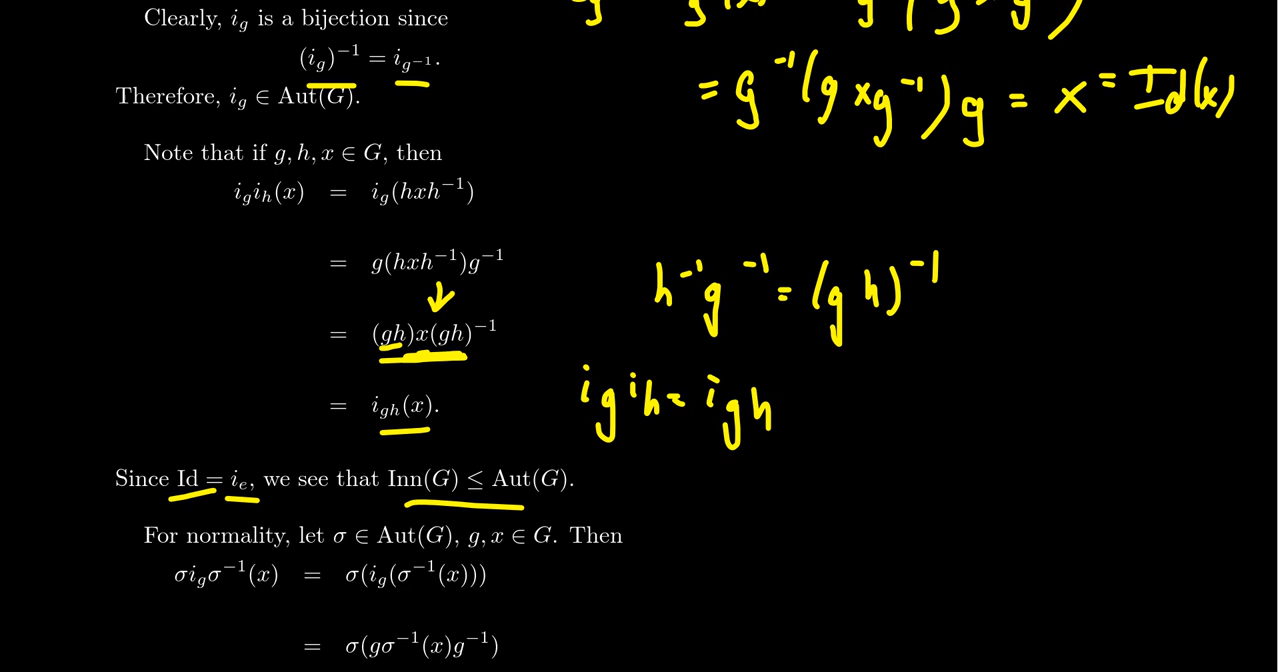 Clearly, i_g is a bijection since
(i_g)^{-1} = i_{g^{-1}}.
Therefore, i_g ∈ Aut(G).
= g^{-1}(g x g^{-1}) g = x = Id(x)
Note that if g, h, x ∈ G, then
i_g i_h(x) = i_g(hxh^{-1})
= g(hxh^{-1})g^{-1}
h^{-1} g^{-1} = (g h)^{-1}
= (gh)x(gh)^{-1}
= i_{gh}(x).
i_g i_h = i_{gh}
Since Id = i_e, we see that Inn(G) ≤ Aut(G).
For normality, let σ ∈ Aut(G), g, x ∈ G. Then
σi_gσ^{-1}(x) = σ(i_g(σ^{-1}(x)))
= σ(gσ^{-1}(x)g^{-1})